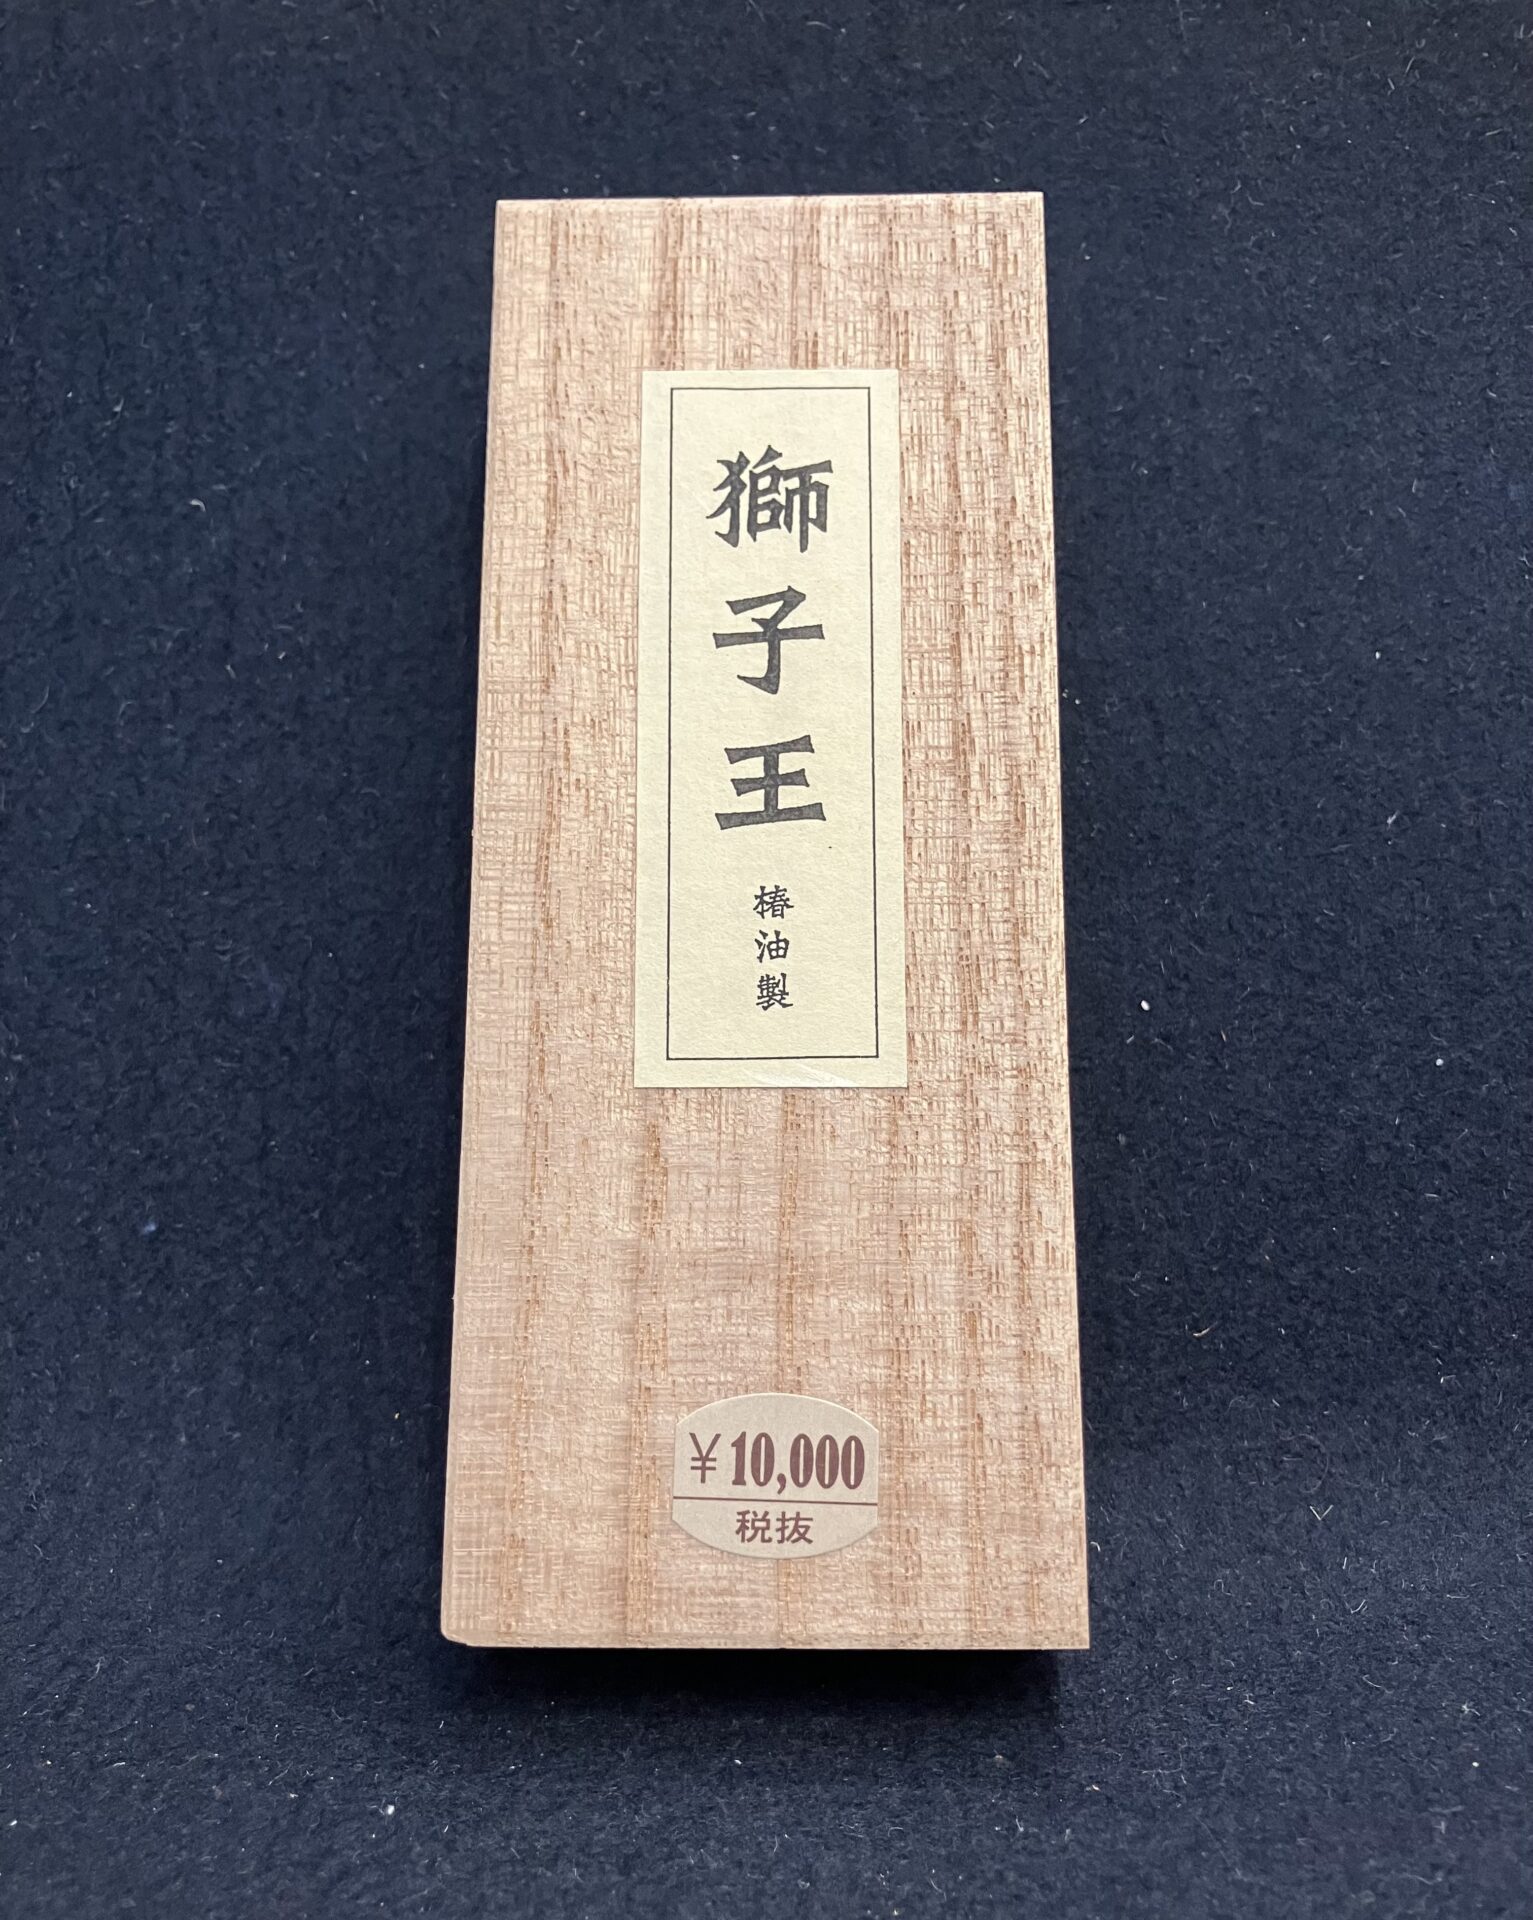 獅子王
椿油製
￥10,000
税抜